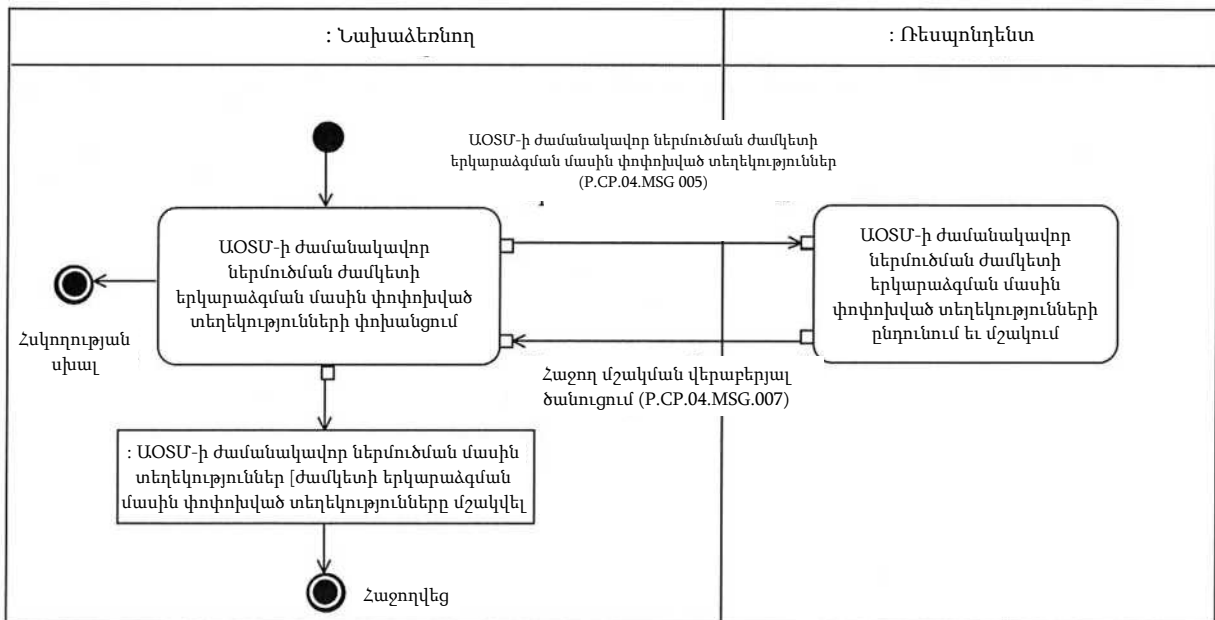 : Նախաձեռնող
: Ռեսպոնդենտ
ԱՕՏՄ-ի ժամանակավոր ներմուծման ժամկետի
երկարաձգման մասին փոփոխված տեղեկություններ
(P.CP.04.MSG 005)
ԱՕՏՄ-ի ժամանակավոր
ներմուծման ժամկետի
երկարաձգման մասին փոփոխված
տեղեկությունների փոխանցում
ԱՕՏՄ-ի ժամանակավոր
ներմուծման ժամկետի
երկարաձգման մասին
փոփոխված տեղեկությունների
ընդունում եւ մշակում
Հսկողության
սխալ
Հաջող մշակման վերաբերյալ
ծանուցում (P.CP.04.MSG.007)
: ԱՕՏՄ-ի ժամանակավոր ներմուծման մասին
տեղեկություններ [ժամկետի երկարաձգման
մասին փոփոխված տեղեկությունները մշակվել
Հաջողվեց